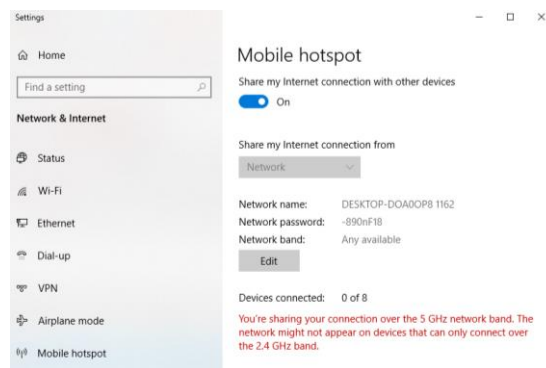 Settings
Home
Find a setting
Network & Internet
Status
Wi-Fi
Ethernet
Dial-up
VPN
Airplane mode
Mobile hotspot
Mobile hotspot
Share my Internet connection with other devices
On
Share my Internet connection from
Network
Network name: DESKTOP-DOA0OP8 1162
Network password: -890nF18
Network band: Any available
Edit
Devices connected: 0 of 8
You're sharing your connection over the 5 GHz network band. The
network might not appear on devices that can only connect over
the 2.4 GHz band.